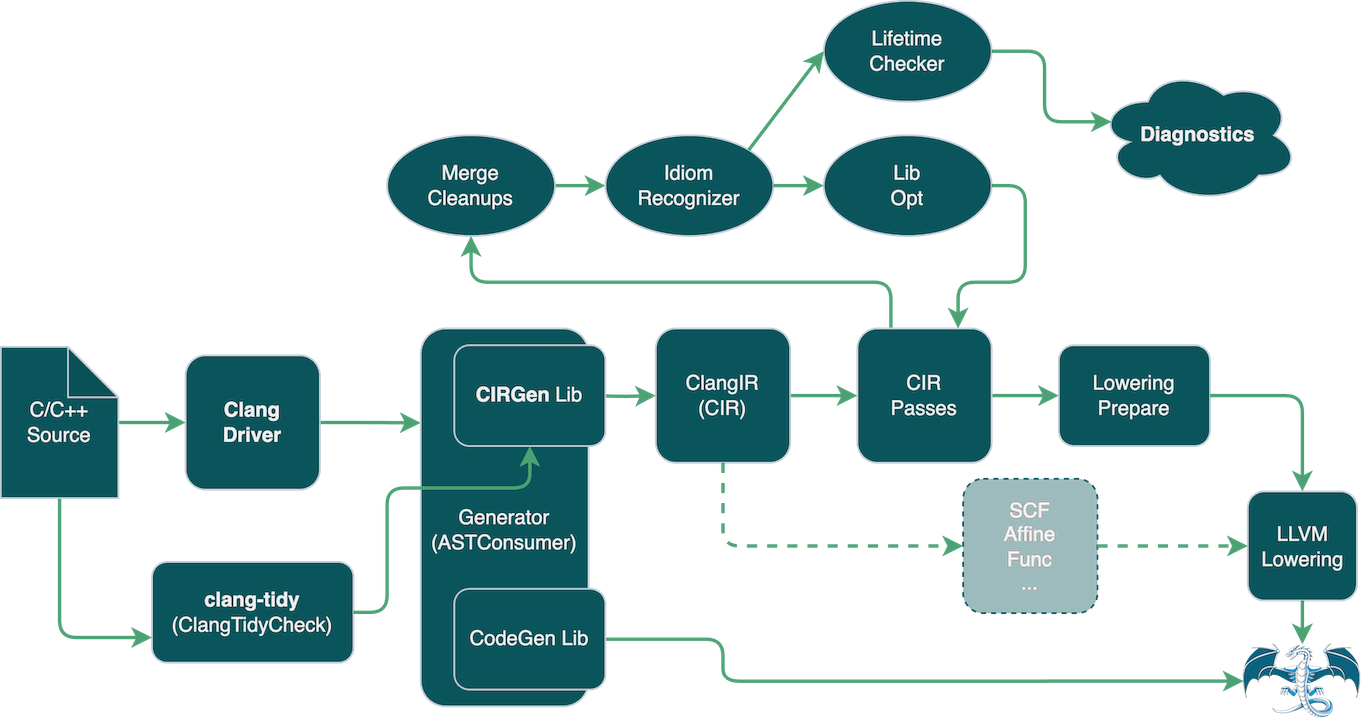 Lifetime
Checker
Diagnostics
Merge
Cleanups
Idiom
Recognizer
Lib
Opt
C/C++
Source
Clang
Driver
CIRGen Lib
ClangIR
(CIR)
CIR
Passes
Lowering
Prepare
Generator
(ASTConsumer)
SCF
Affine
Func
...
LLVM
Lowering
clang-tidy
(ClangTidyCheck)
CodeGen Lib